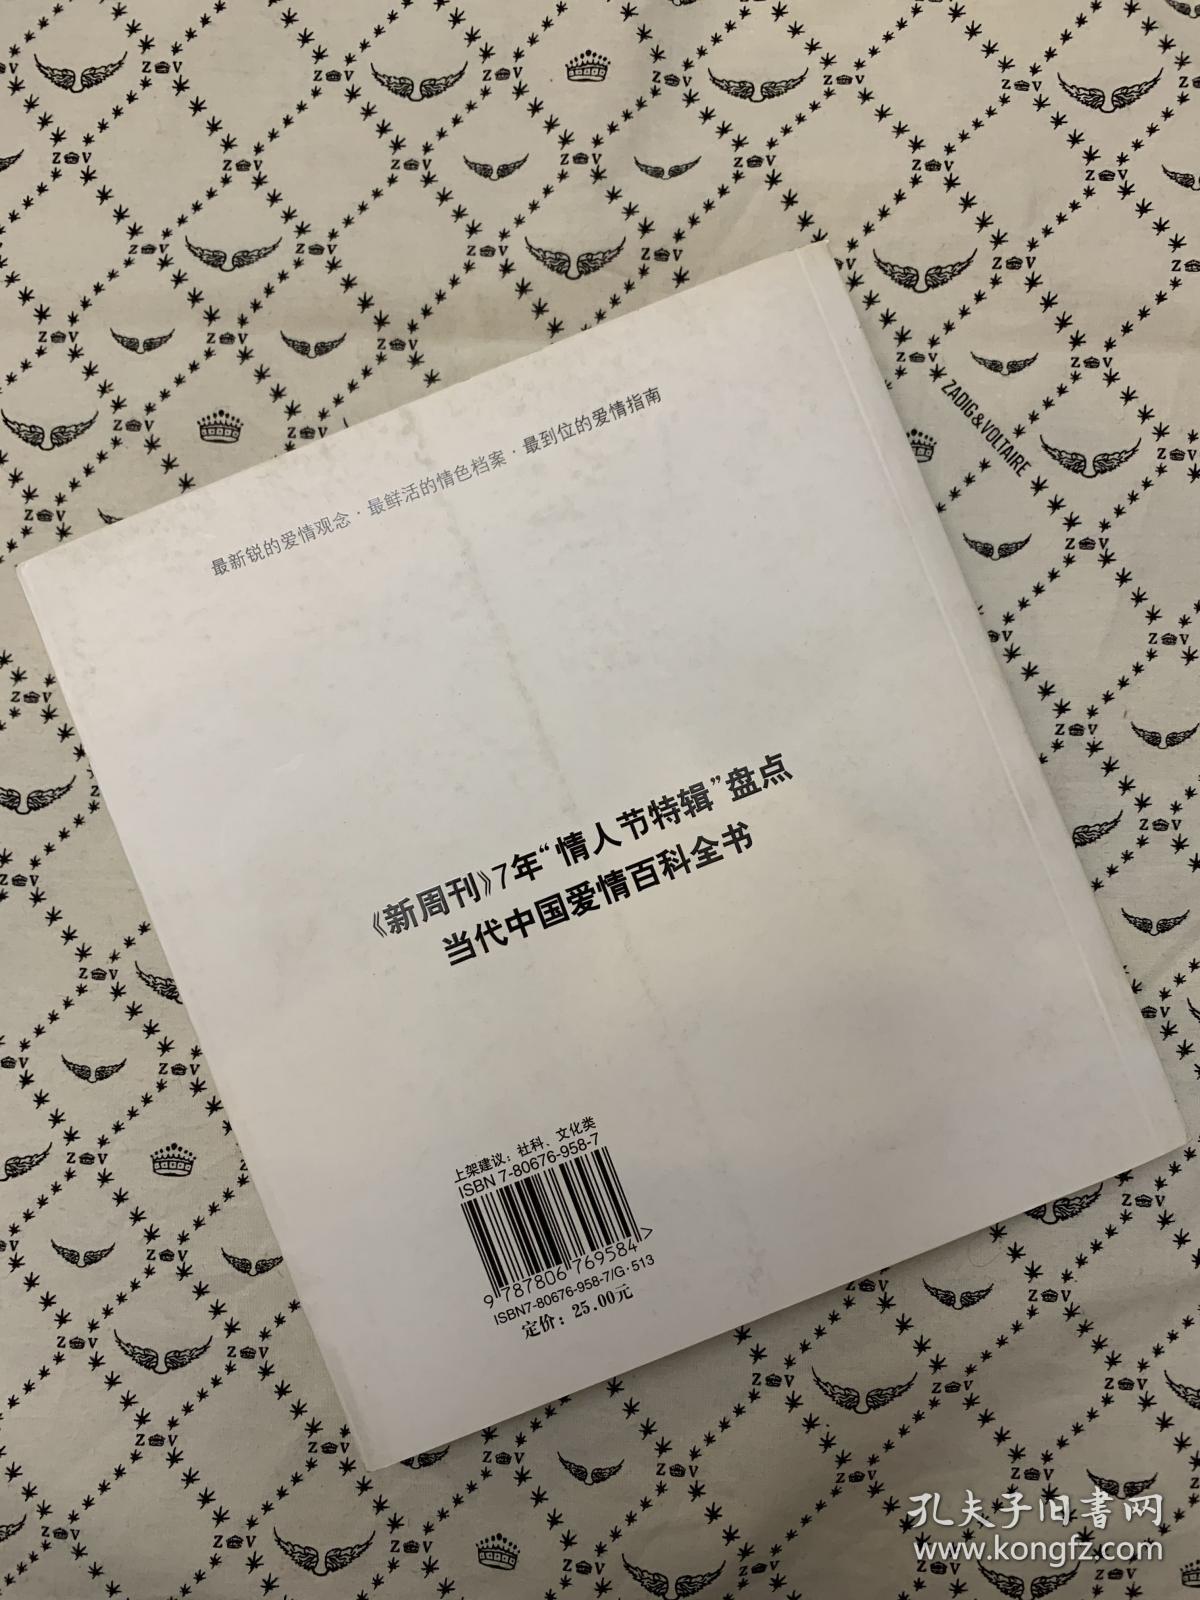 最新锐的爱情观念·最鲜活的情色档案·最到位的爱情指南
ZADIG&VOLTAIRE
《新周刊》7年“情人节特辑”盘点
当代中国爱情百科全书
上架建议：社科、文化类
ISBN 7-80676-958-7
9 787806 769584 >
ISBN7-80676-958-7/G·513
定价：25.00元
孔夫子旧書网
www.kongfz.com